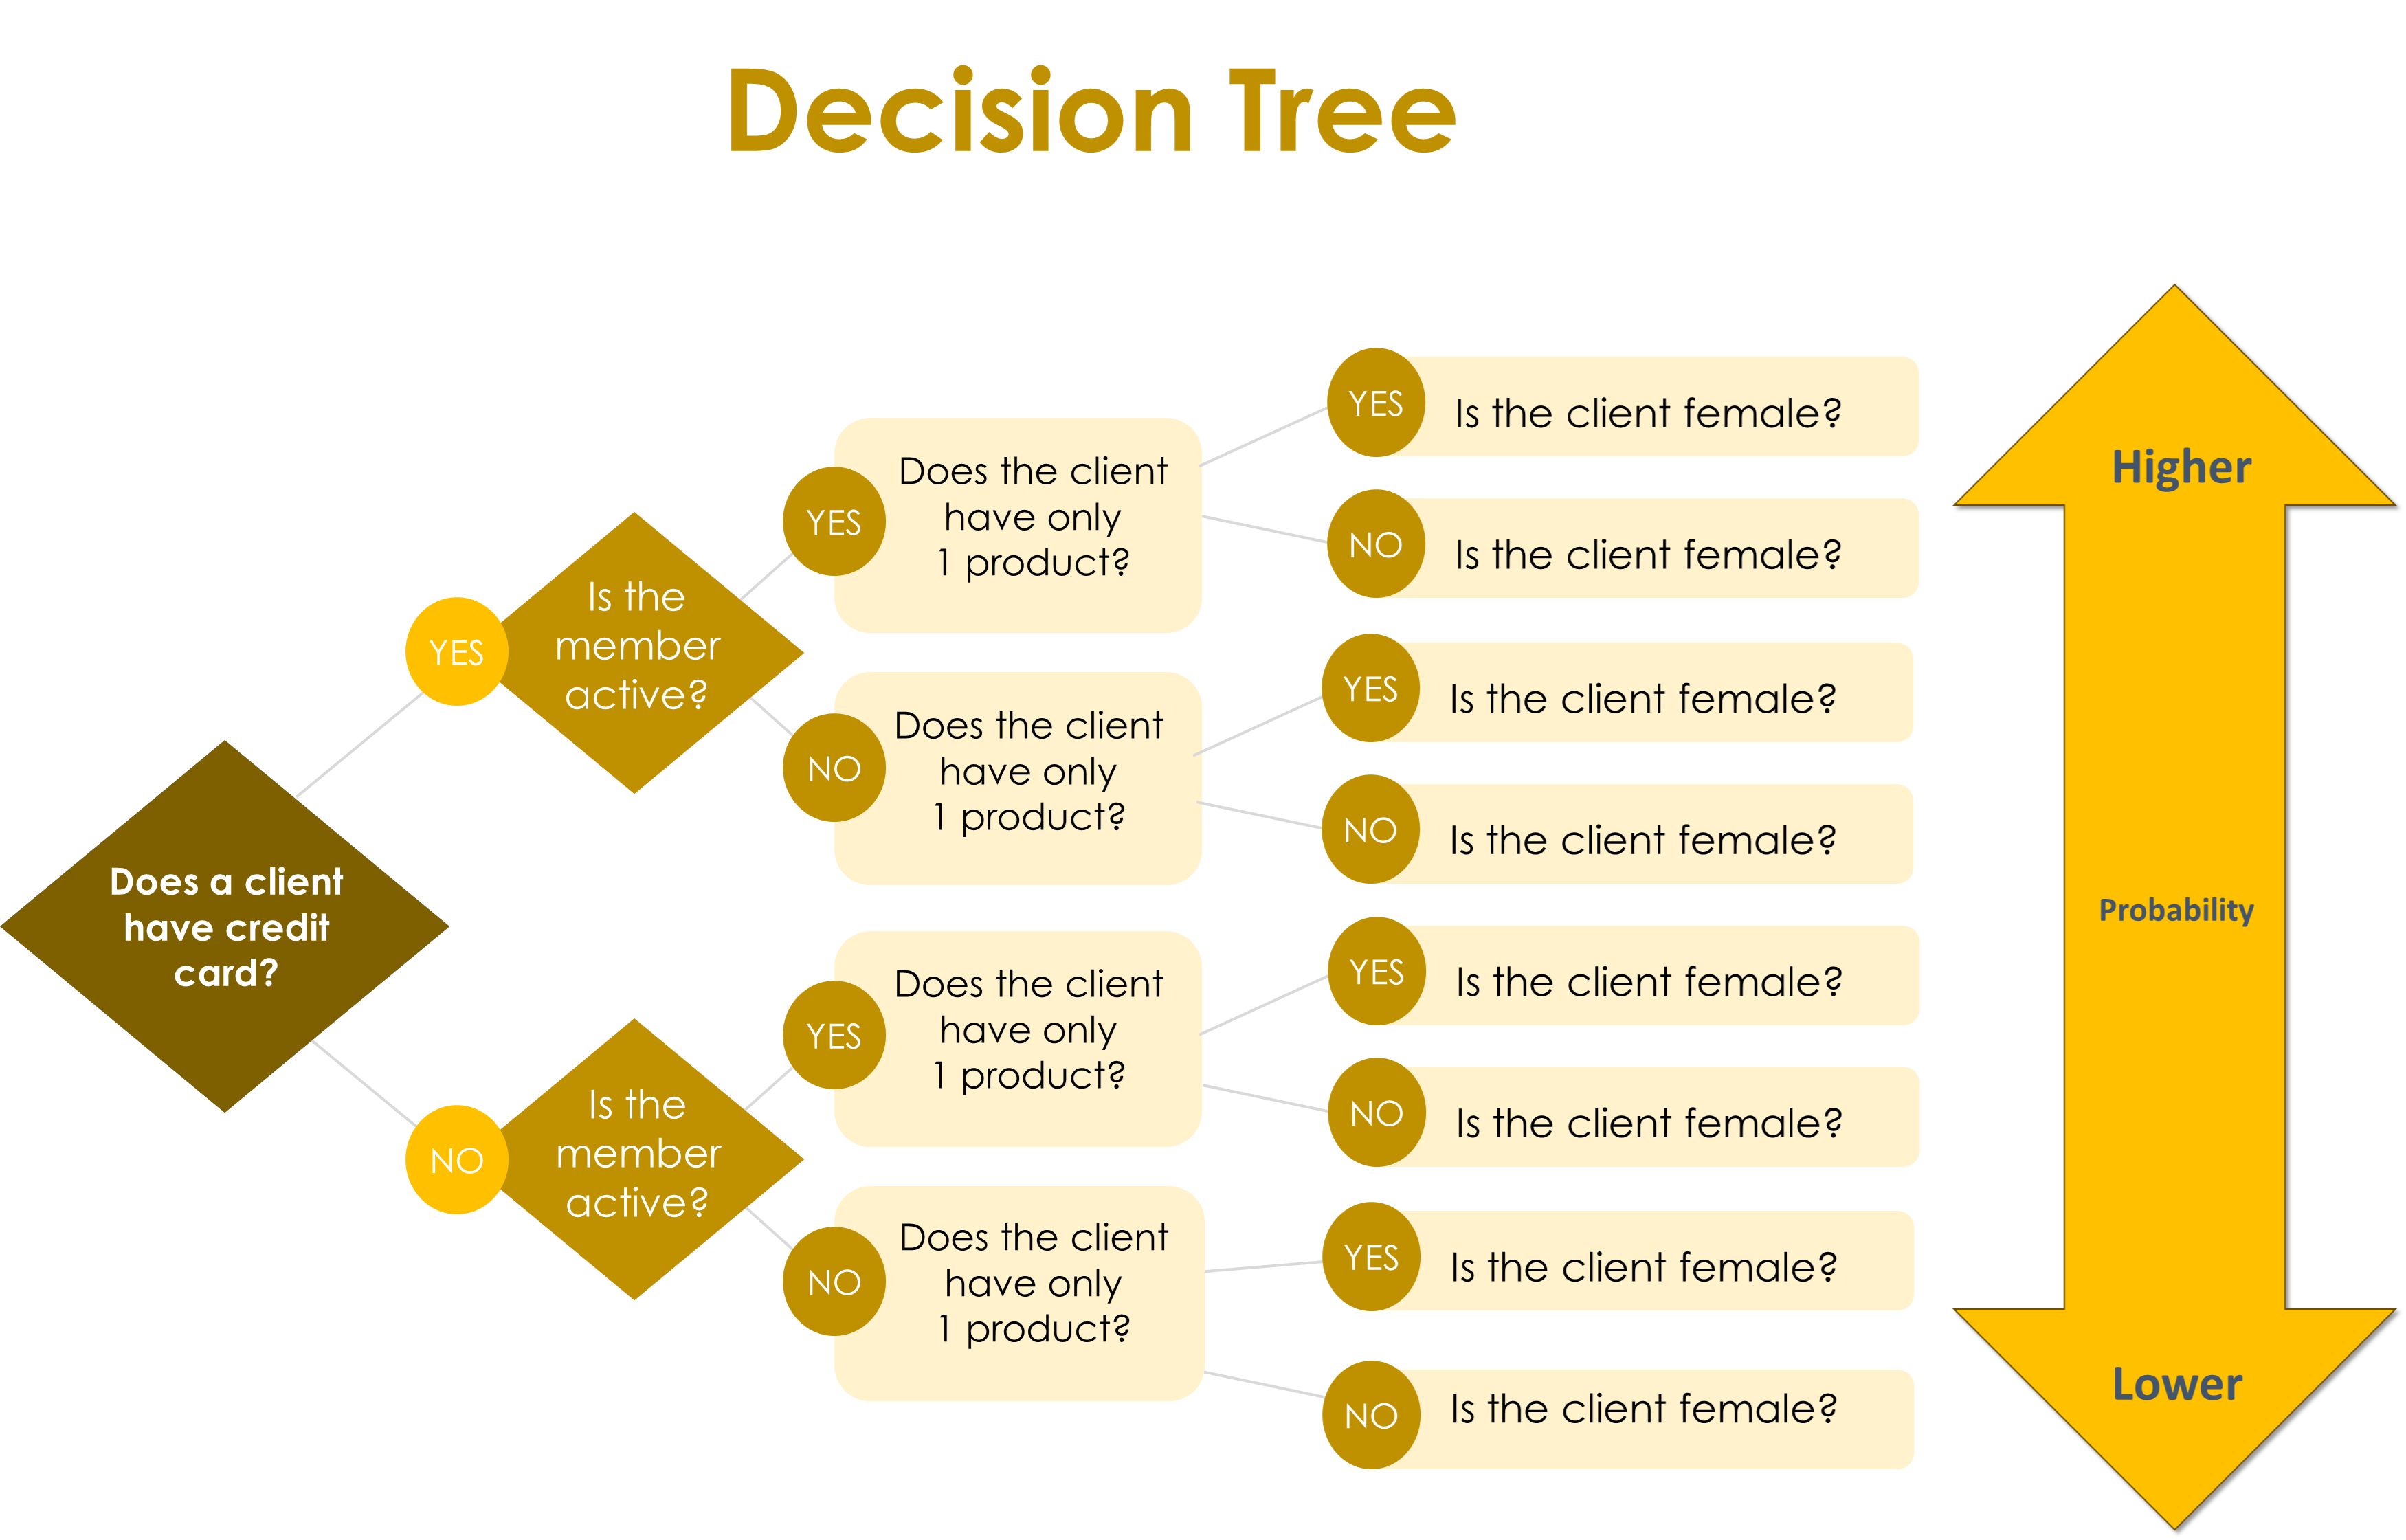 Decision Tree
Does a client
have credit
card?
YES
Is the
member
active?
YES
Does the client
have only
1 product?
YES
Is the client female?
NO
Is the client female?
NO
Does the client
have only
1 product?
YES
Is the client female?
NO
Is the client female?
NO
Is the
member
active?
YES
Does the client
have only
1 product?
YES
Is the client female?
NO
Is the client female?
NO
Does the client
have only
1 product?
YES
Is the client female?
NO
Is the client female?
Higher
Probability
Lower